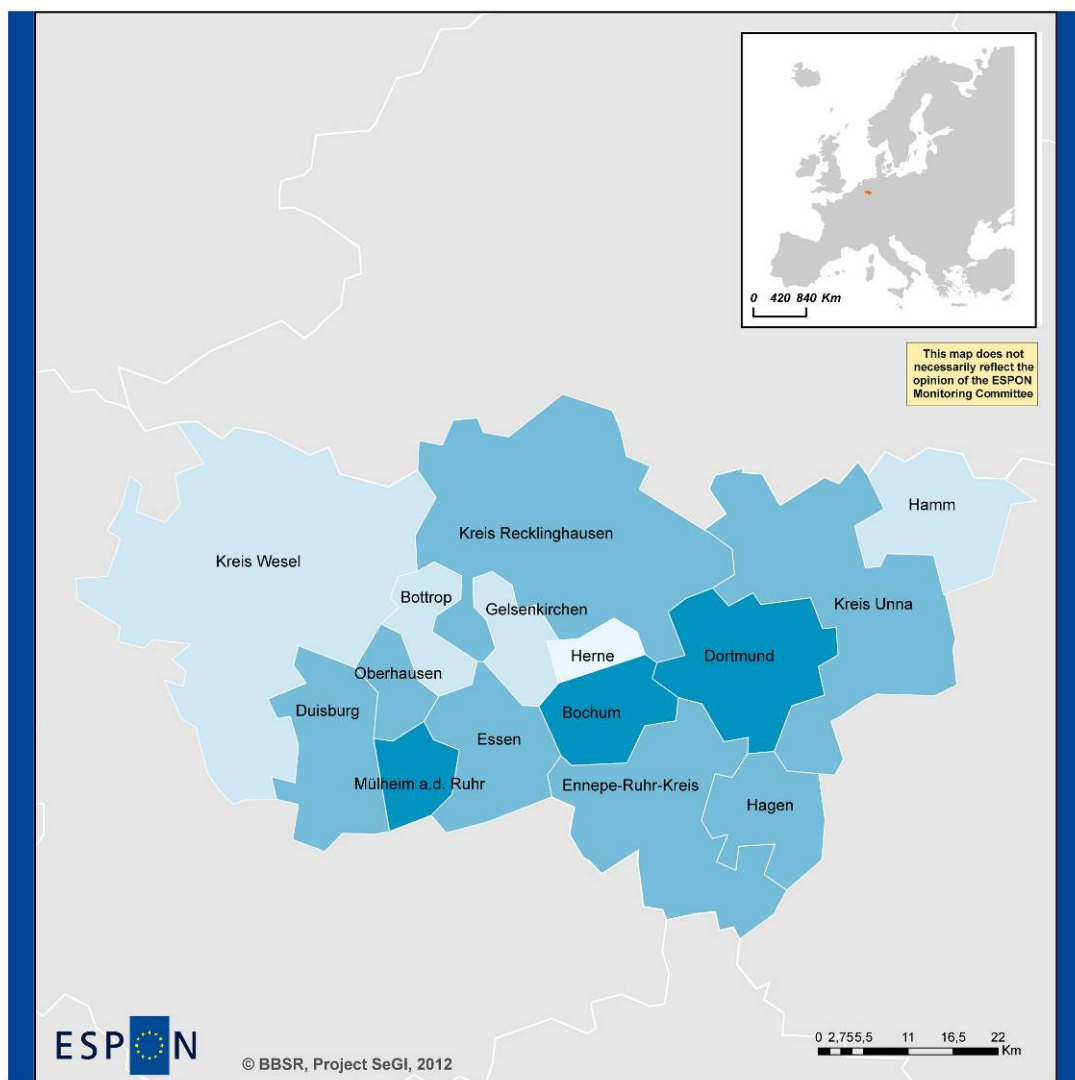 0 420 840 Km
This map does not
necessarily reflect the
opinion of the ESPON
Monitoring Committee
Hamm
Kreis Recklinghausen
Kreis Wesel
Bottrop
Gelsenkirchen
Kreis Unna
Herne
Dortmund
Oberhausen
Duisburg
Bochum
Essen
Mülheim a.d. Ruhr
Ennepe-Ruhr-Kreis
Hagen
ESPON
© BBSR, Project SeGI, 2012
0 2,755,5 11 16,5 22
Km